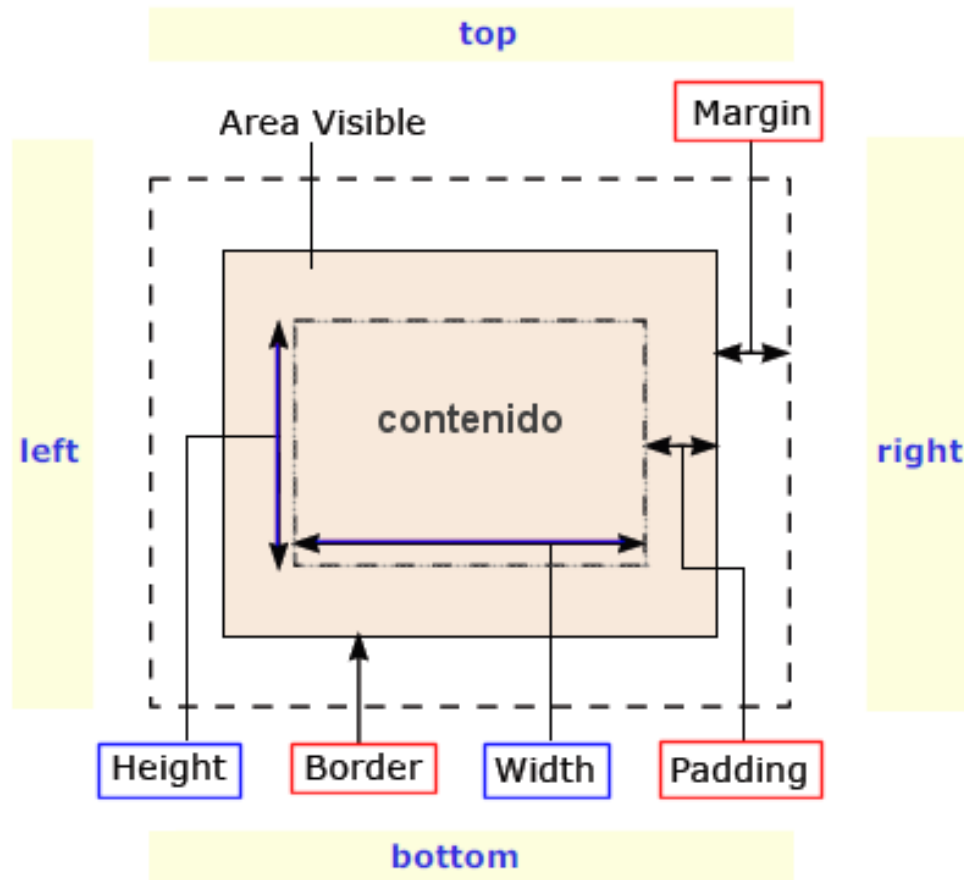 top
Margin
Area Visible
contenido
left
right
Height
Border
Width
Padding
bottom